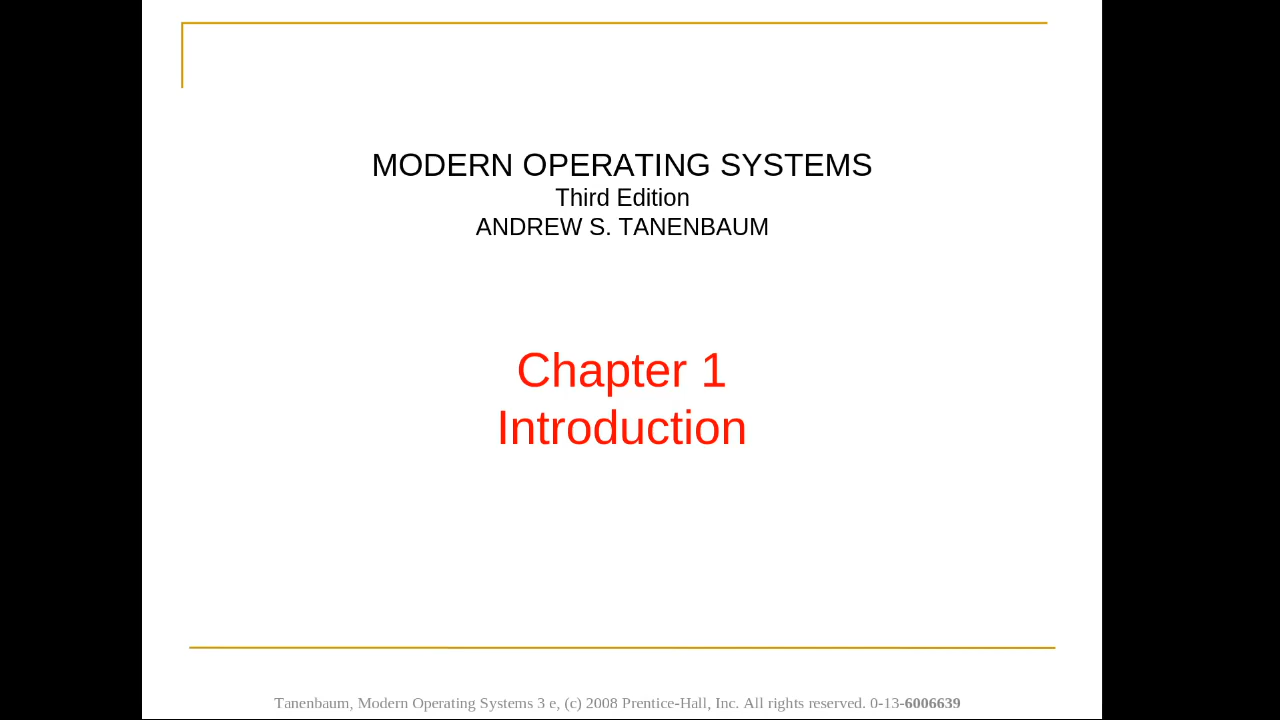 MODERN OPERATING SYSTEMS
Third Edition
ANDREW S. TANENBAUM
Chapter 1
Introduction
Tanenbaum, Modern Operating Systems 3 e, (c) 2008 Prentice-Hall, Inc. All rights reserved. 0-13-6006639